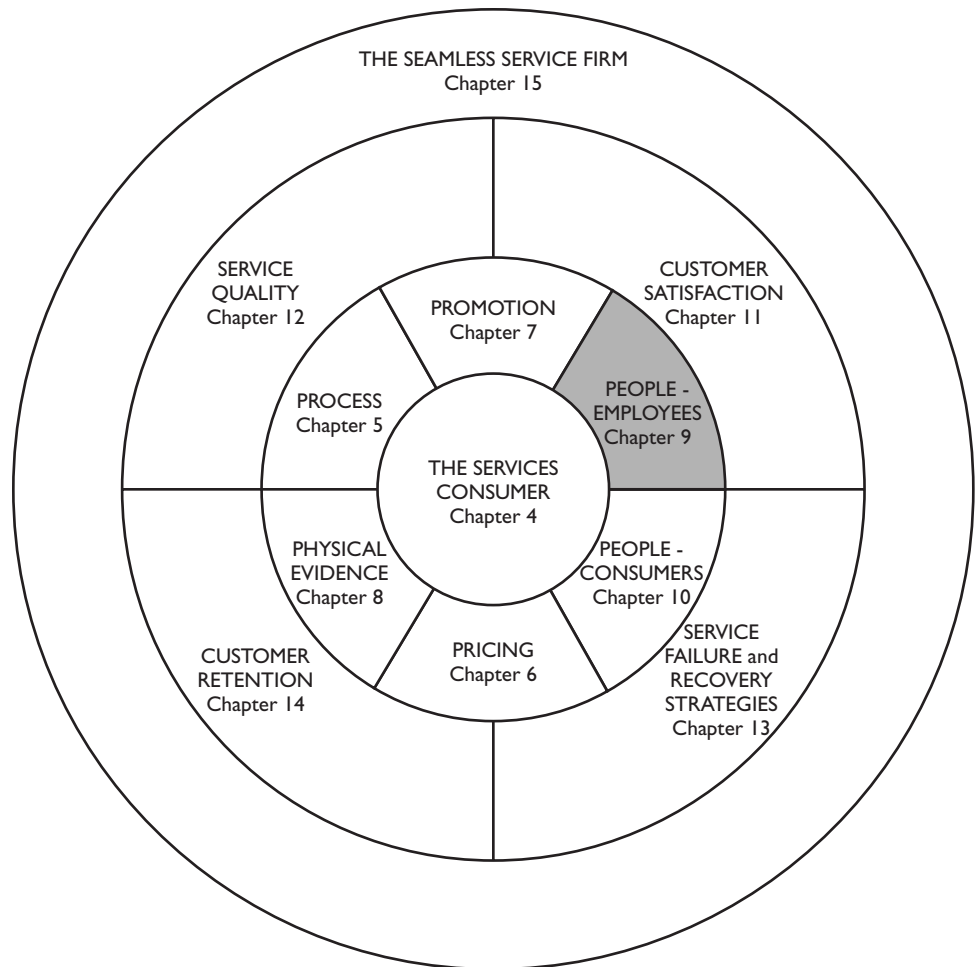 THE SEAMLESS SERVICE FIRM
Chapter 15
SERVICE
QUALITY
Chapter 12
CUSTOMER
SATISFACTION
Chapter 11
PROMOTION
Chapter 7
PROCESS
Chapter 5
PEOPLE -
EMPLOYEES
Chapter 9
THE SERVICES
CONSUMER
Chapter 4
PHYSICAL
EVIDENCE
Chapter 8
PEOPLE -
CONSUMERS
Chapter 10
PRICING
Chapter 6
CUSTOMER
RETENTION
Chapter 14
SERVICE
FAILURE and
RECOVERY
STRATEGIES
Chapter 13